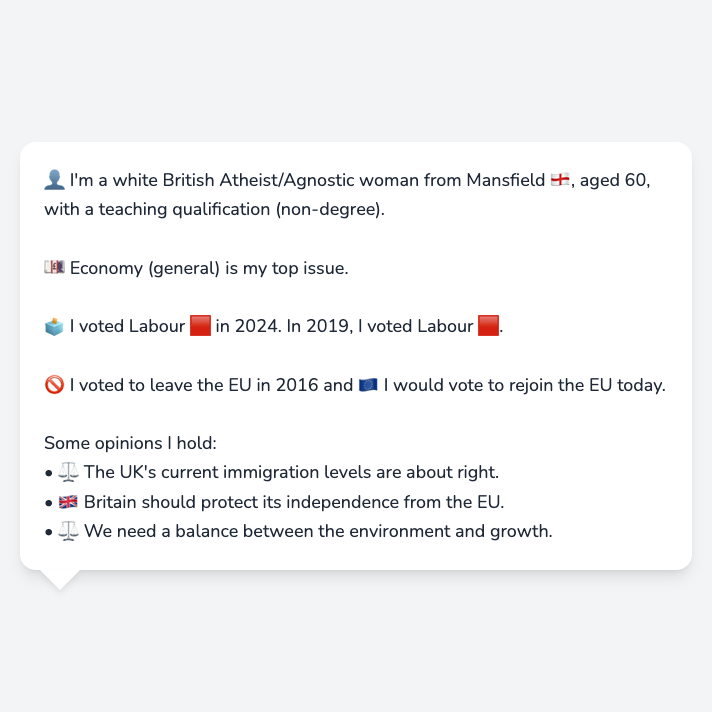 👤 I'm a white British Atheist/Agnostic woman from Mansfield 🏴󠁧󠁢󠁥󠁮󠁧󠁿, aged 60,
with a teaching qualification (non-degree).
💷 Economy (general) is my top issue.
🗳️ I voted Labour 🟥 in 2024. In 2019, I voted Labour 🟥.
🚫 I voted to leave the EU in 2016 and 🇪🇺 I would vote to rejoin the EU today.
Some opinions I hold:
• ⚖️ The UK's current immigration levels are about right.
• 🇬🇧 Britain should protect its independence from the EU.
• ⚖️ We need a balance between the environment and growth.